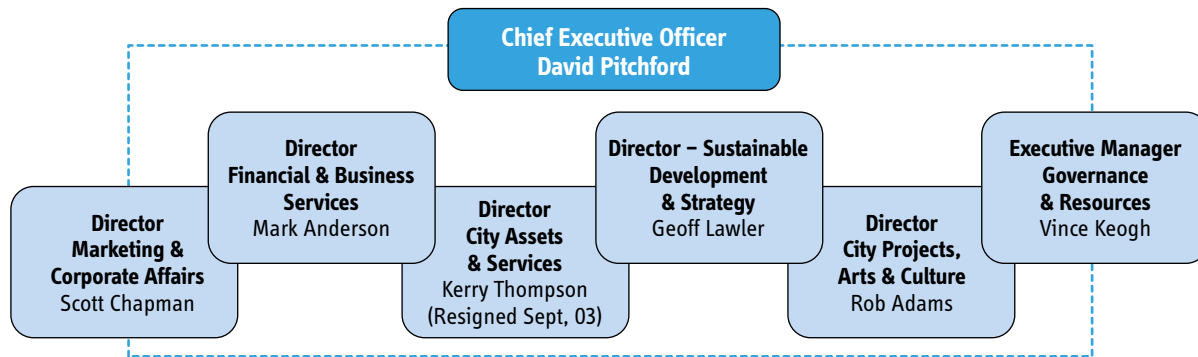 Chief Executive Officer
David Pitchford
Director
Marketing &
Corporate Affairs
Scott Chapman
Director
Financial & Business
Services
Mark Anderson
Director
City Assets
& Services
Kerry Thompson
(Resigned Sept, 03)
Director – Sustainable
Development
& Strategy
Geoff Lawler
Director
City Projects,
Arts & Culture
Rob Adams
Executive Manager
Governance
& Resources
Vince Keogh